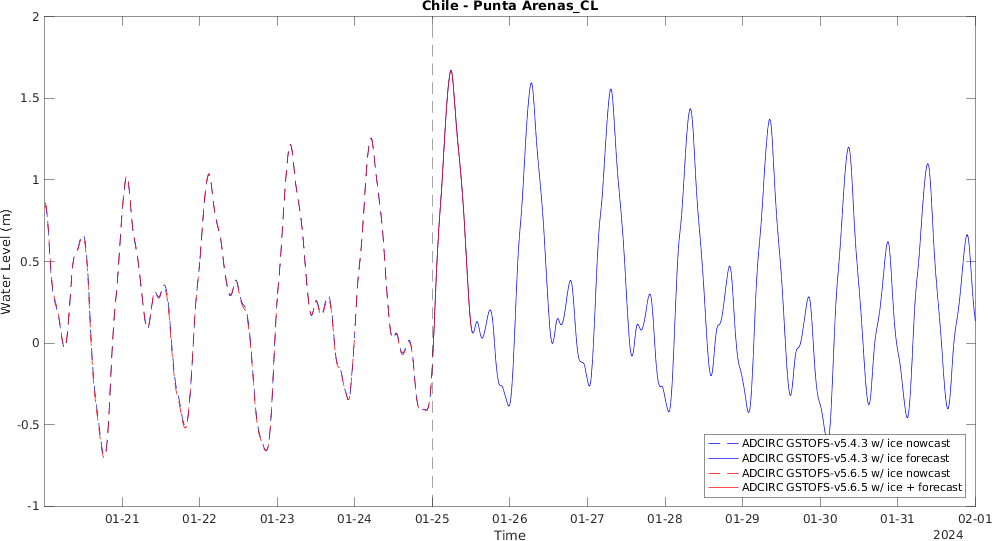 Chile - Punta Arenas_CL
Water Level (m)
2
1.5
1
0.5
0
-0.5
-1
ADCIRC GSTOFS-v5.4.3 w/ ice nowcast
ADCIRC GSTOFS-v5.4.3 w/ ice forecast
ADCIRC GSTOFS-v5.6.5 w/ ice nowcast
ADCIRC GSTOFS-v5.6.5 w/ ice + forecast
01-21 01-22 01-23 01-24 01-25 01-26 01-27 01-28 01-29 01-30 01-31 02-01
Time
2024